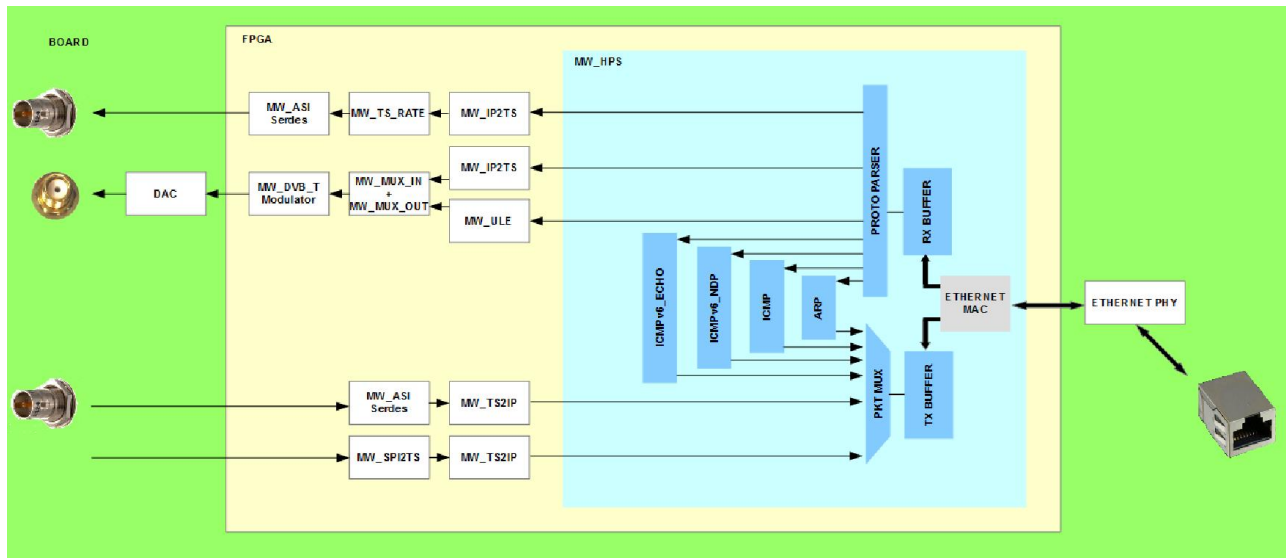 BOARD
FPGA
MW_HPS
MW_ASI
Serdes
MW_TS_RATE
MW_IP2TS
MW_IP2TS
DAC
MW_DVB_T
Modulator
MW_MUX_IN
+
MW_MUX_OUT
MW_ULE
PROTO PARSER
RX BUFFER
ICMPv6_ECHO
ICMPv6_NDP
ICMP
ARP
ETHERNET
MAC
ETHERNET PHY
PKT MUX
TX BUFFER
MW_ASI
Serdes
MW_TS2IP
MW_SPI2TS
MW_TS2IP